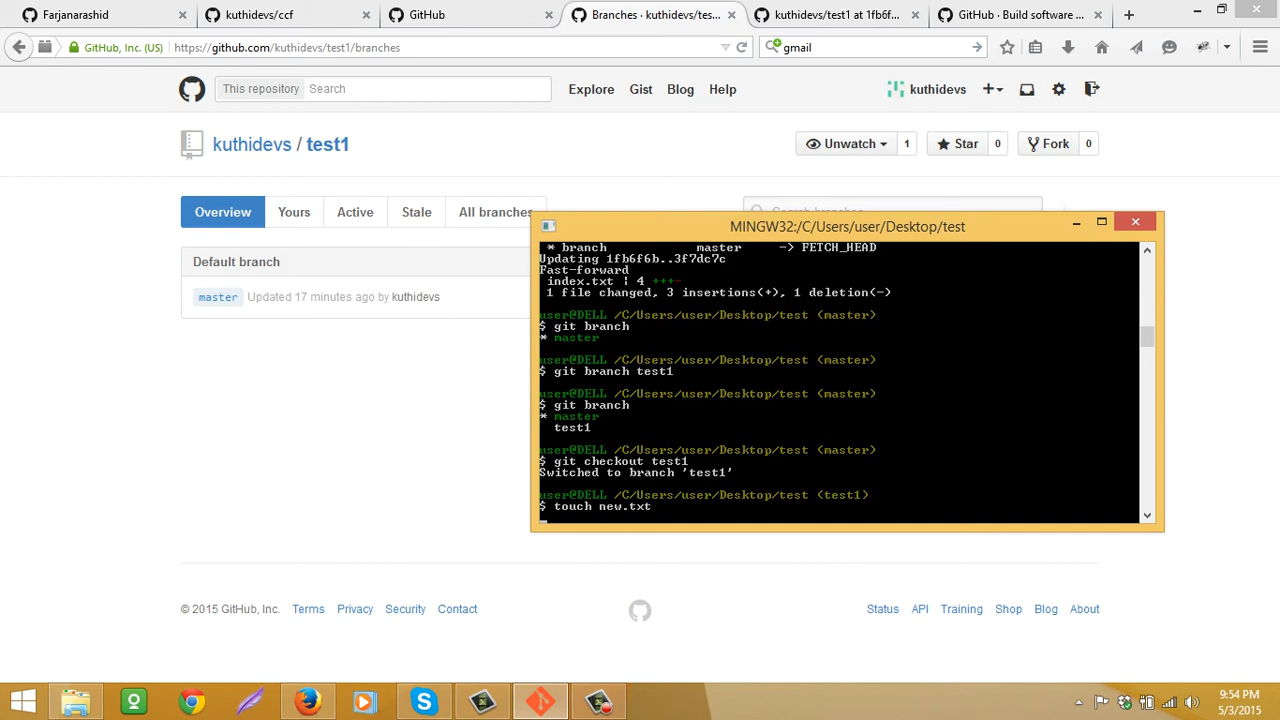 Farjanarashid
kuthidevs/ccf
GitHub
Branches · kuthidevs/tes...
kuthidevs/test1 at 1fb6f...
GitHub · Build software ...
GitHub, Inc. (US)
https://github.com/kuthidevs/test1/branches
gmail
This repository
Search
Explore
Gist
Blog
Help
kuthidevs
kuthidevs / test1
Unwatch
1
Star
0
Fork
0
Overview
Yours
Active
Stale
All branches
Search branches...
Default branch
master
Updated 17 minutes ago by kuthidevs
MINGW32:/C/Users/user/Desktop/test
* branch master -> FETCH_HEAD
Updating 1fb6f6b..3f7dc7c
Fast-forward
index.txt | 4 +++-
1 file changed, 3 insertions(+), 1 deletion(-)
user@DELL /C/Users/user/Desktop/test (master)
$ git branch
* master
user@DELL /C/Users/user/Desktop/test (master)
$ git branch test1
user@DELL /C/Users/user/Desktop/test (master)
$ git branch
* master
test1
user@DELL /C/Users/user/Desktop/test (master)
$ git checkout test1
Switched to branch 'test1'
user@DELL /C/Users/user/Desktop/test (test1)
$ touch new.txt
© 2015 GitHub, Inc.
Terms
Privacy
Security
Contact
Status
API
Training
Shop
Blog
About
9:54 PM
5/3/2015